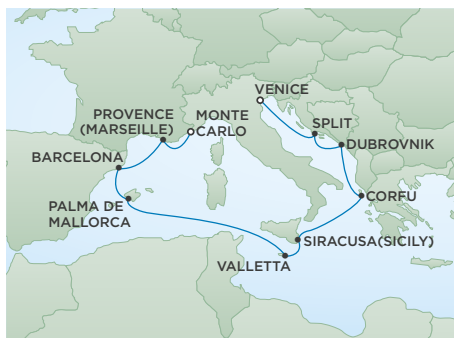 VENICE
PROVENCE
(MARSEILLE)
MONTE
CARLO
SPLIT
DUBROVNIK
BARCELONA
PALMA DE
MALLORCA
CORFU
SIRACUSA(SICILY)
VALLETTA